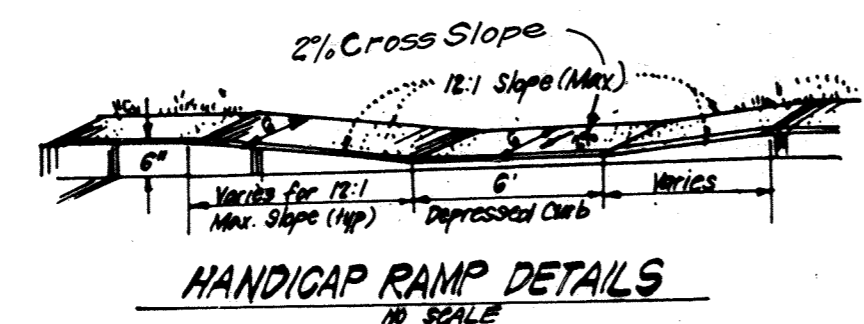 2% Cross Slope
12:1 Slope (Max)
6"
Varies for 12:1
Max. Slope (typ)
6'
Depressed Curb
Varies
HANDICAP RAMP DETAILS
NO SCALE